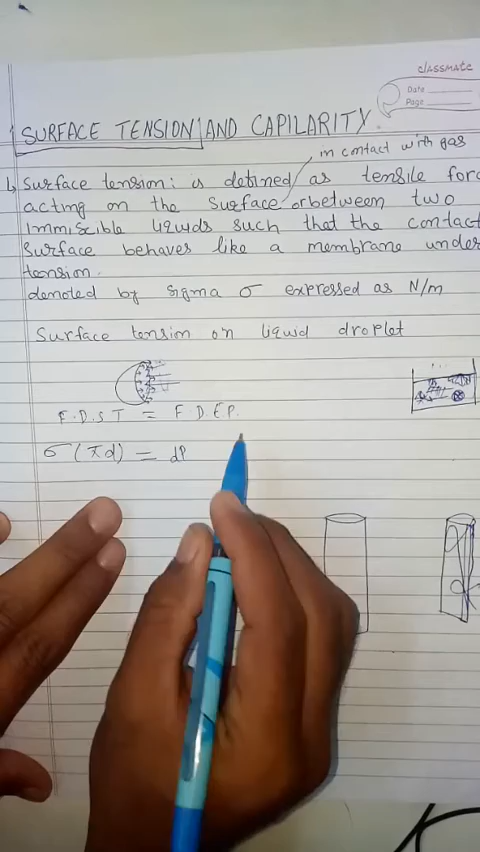 classmate
Date
Page
SURFACE TENSION AND CAPILARITY
in contact with gas
Surface tension: is defined as tensile forc
acting on the surface or between two
immiscible liquids such that the contact
surface behaves like a membrane under
tension.
denoted by sigma σ expressed as N/m
Surface tension on liquid droplet
F.D.S T = F.D.E.P.
σ (πd) = dP